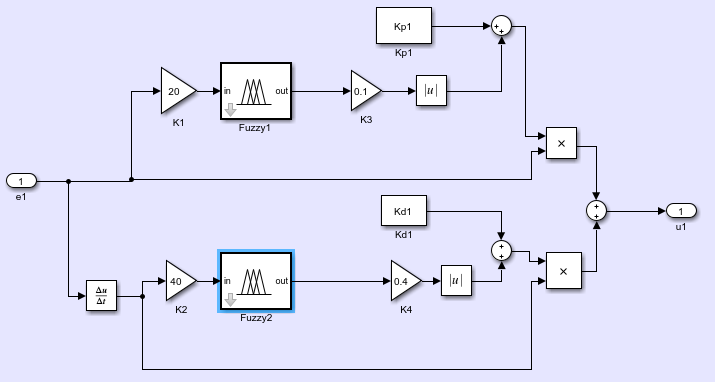 Kp1
Kp1
20
in
out
0.1
|u|
K1
Fuzzy1
K3
×
1
e1
Kd1
Kd1
1
u1
Δu
Δt
40
in
out
0.4
|u|
×
K2
Fuzzy2
K4